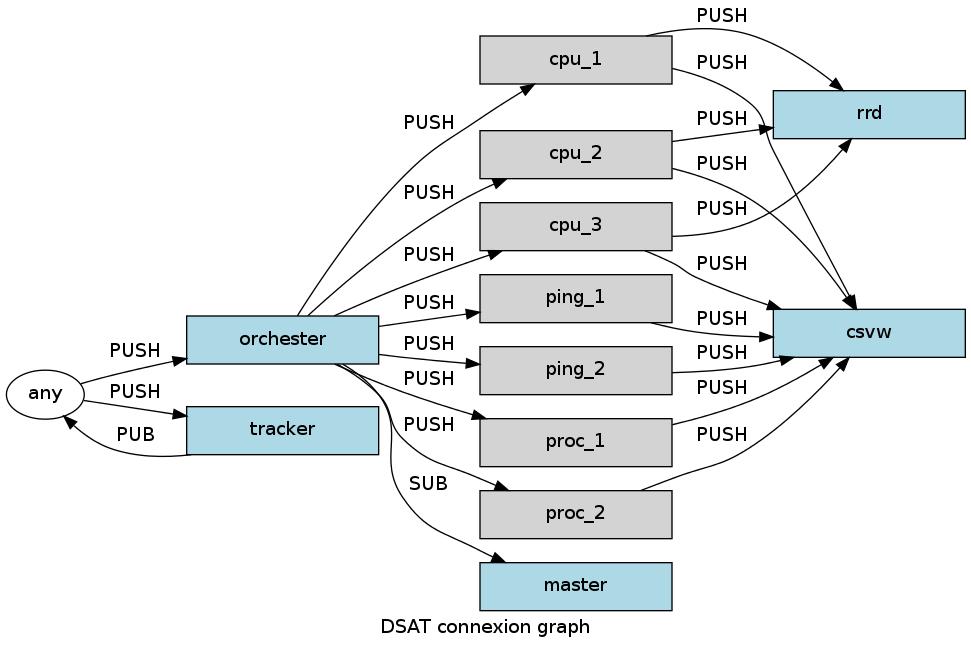 PUSH
cpu_1
PUSH
rrd
PUSH
PUSH
cpu_2
PUSH
PUSH
PUSH
cpu_3
PUSH
PUSH
ping_1
PUSH
PUSH
orchester
csvw
PUSH
PUSH
PUSH
ping_2
PUSH
PUSH
any
PUSH
PUSH
tracker
PUB
proc_1
PUSH
SUB
proc_2
master
DSAT connexion graph